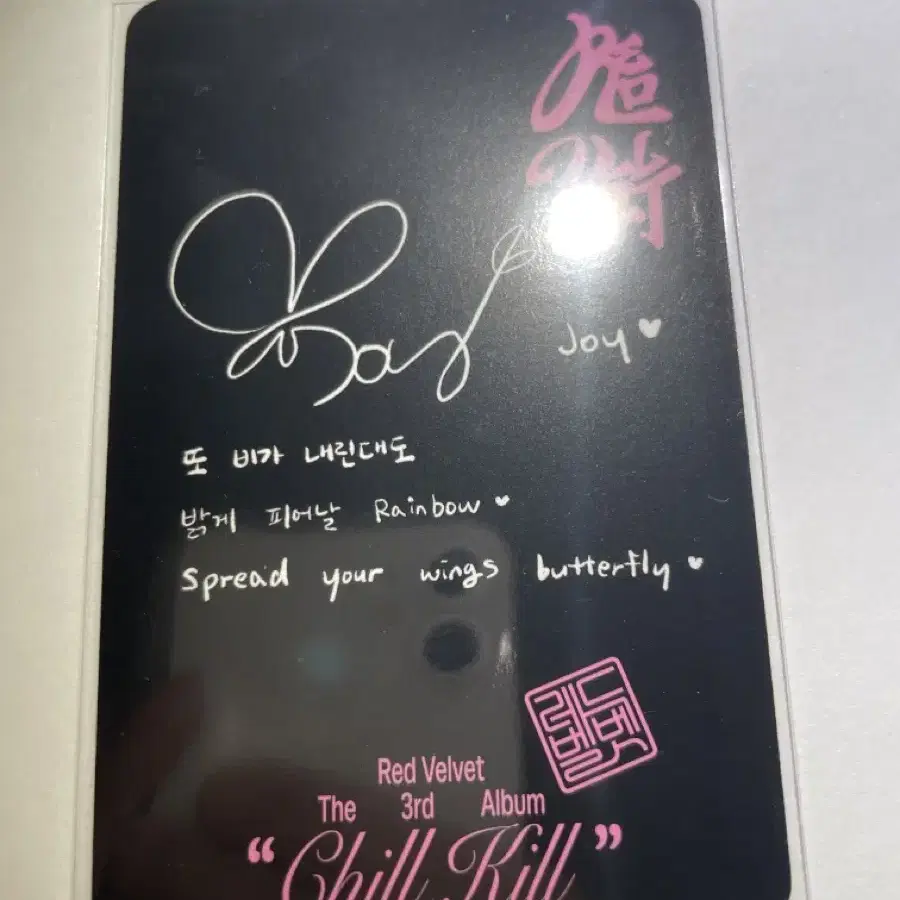 Joy
Joy ♥
또 비가 내린대도
밝게 피어날 Rainbow ♥
Spread your wings butterfly ♥
레드벨벳
Red Velvet
The 3rd Album
“Chill Kill”